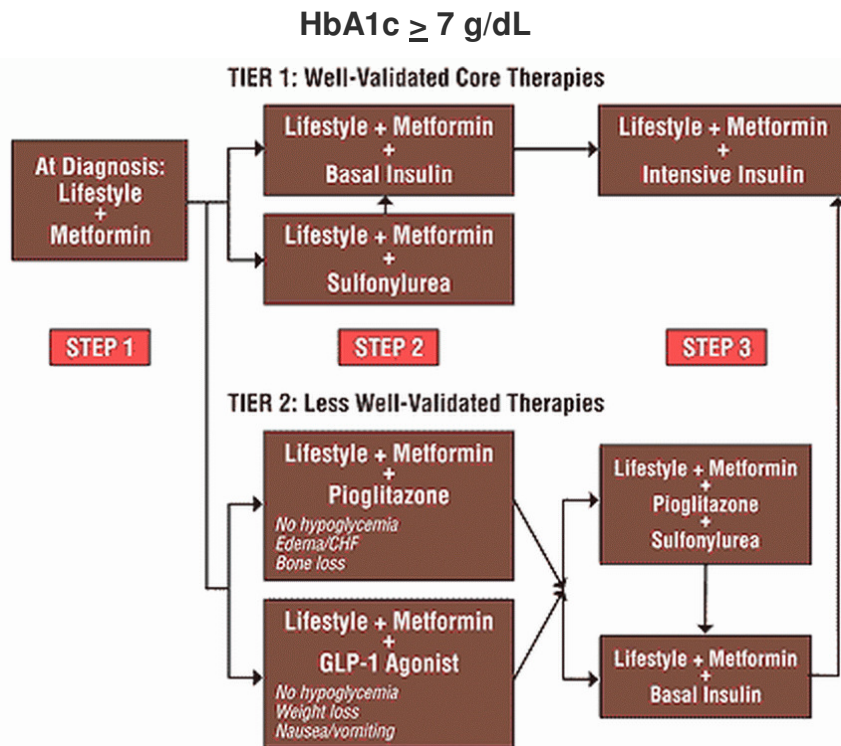 HbA1c ≥ 7 g/dL
TIER 1: Well-Validated Core Therapies
At Diagnosis:
Lifestyle
+
Metformin
Lifestyle + Metformin
+
Basal Insulin
Lifestyle + Metformin
+
Intensive Insulin
Lifestyle + Metformin
+
Sulfonylurea
STEP 1
STEP 2
STEP 3
TIER 2: Less Well-Validated Therapies
Lifestyle + Metformin
+
Pioglitazone
No hypoglycemia
Edema/CHF
Bone loss
Lifestyle + Metformin
+
Pioglitazone
+
Sulfonylurea
Lifestyle + Metformin
+
GLP-1 Agonist
No hypoglycemia
Weight loss
Nausea/vomiting
Lifestyle + Metformin
+
Basal Insulin